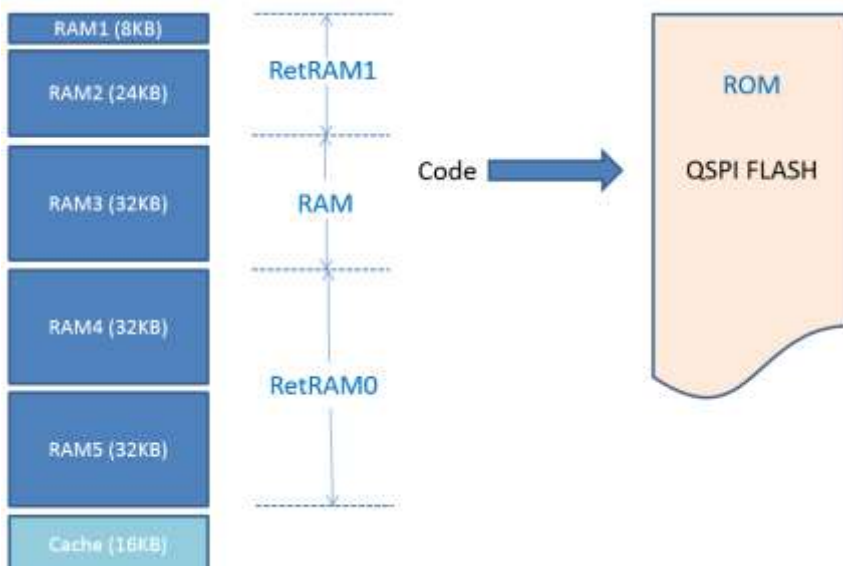 RAM1 (8KB)
RAM2 (24KB)
RAM3 (32KB)
RAM4 (32KB)
RAM5 (32KB)
Cache (16KB)
RetRAM1
RAM
RetRAM0
Code
ROM
QSPI FLASH